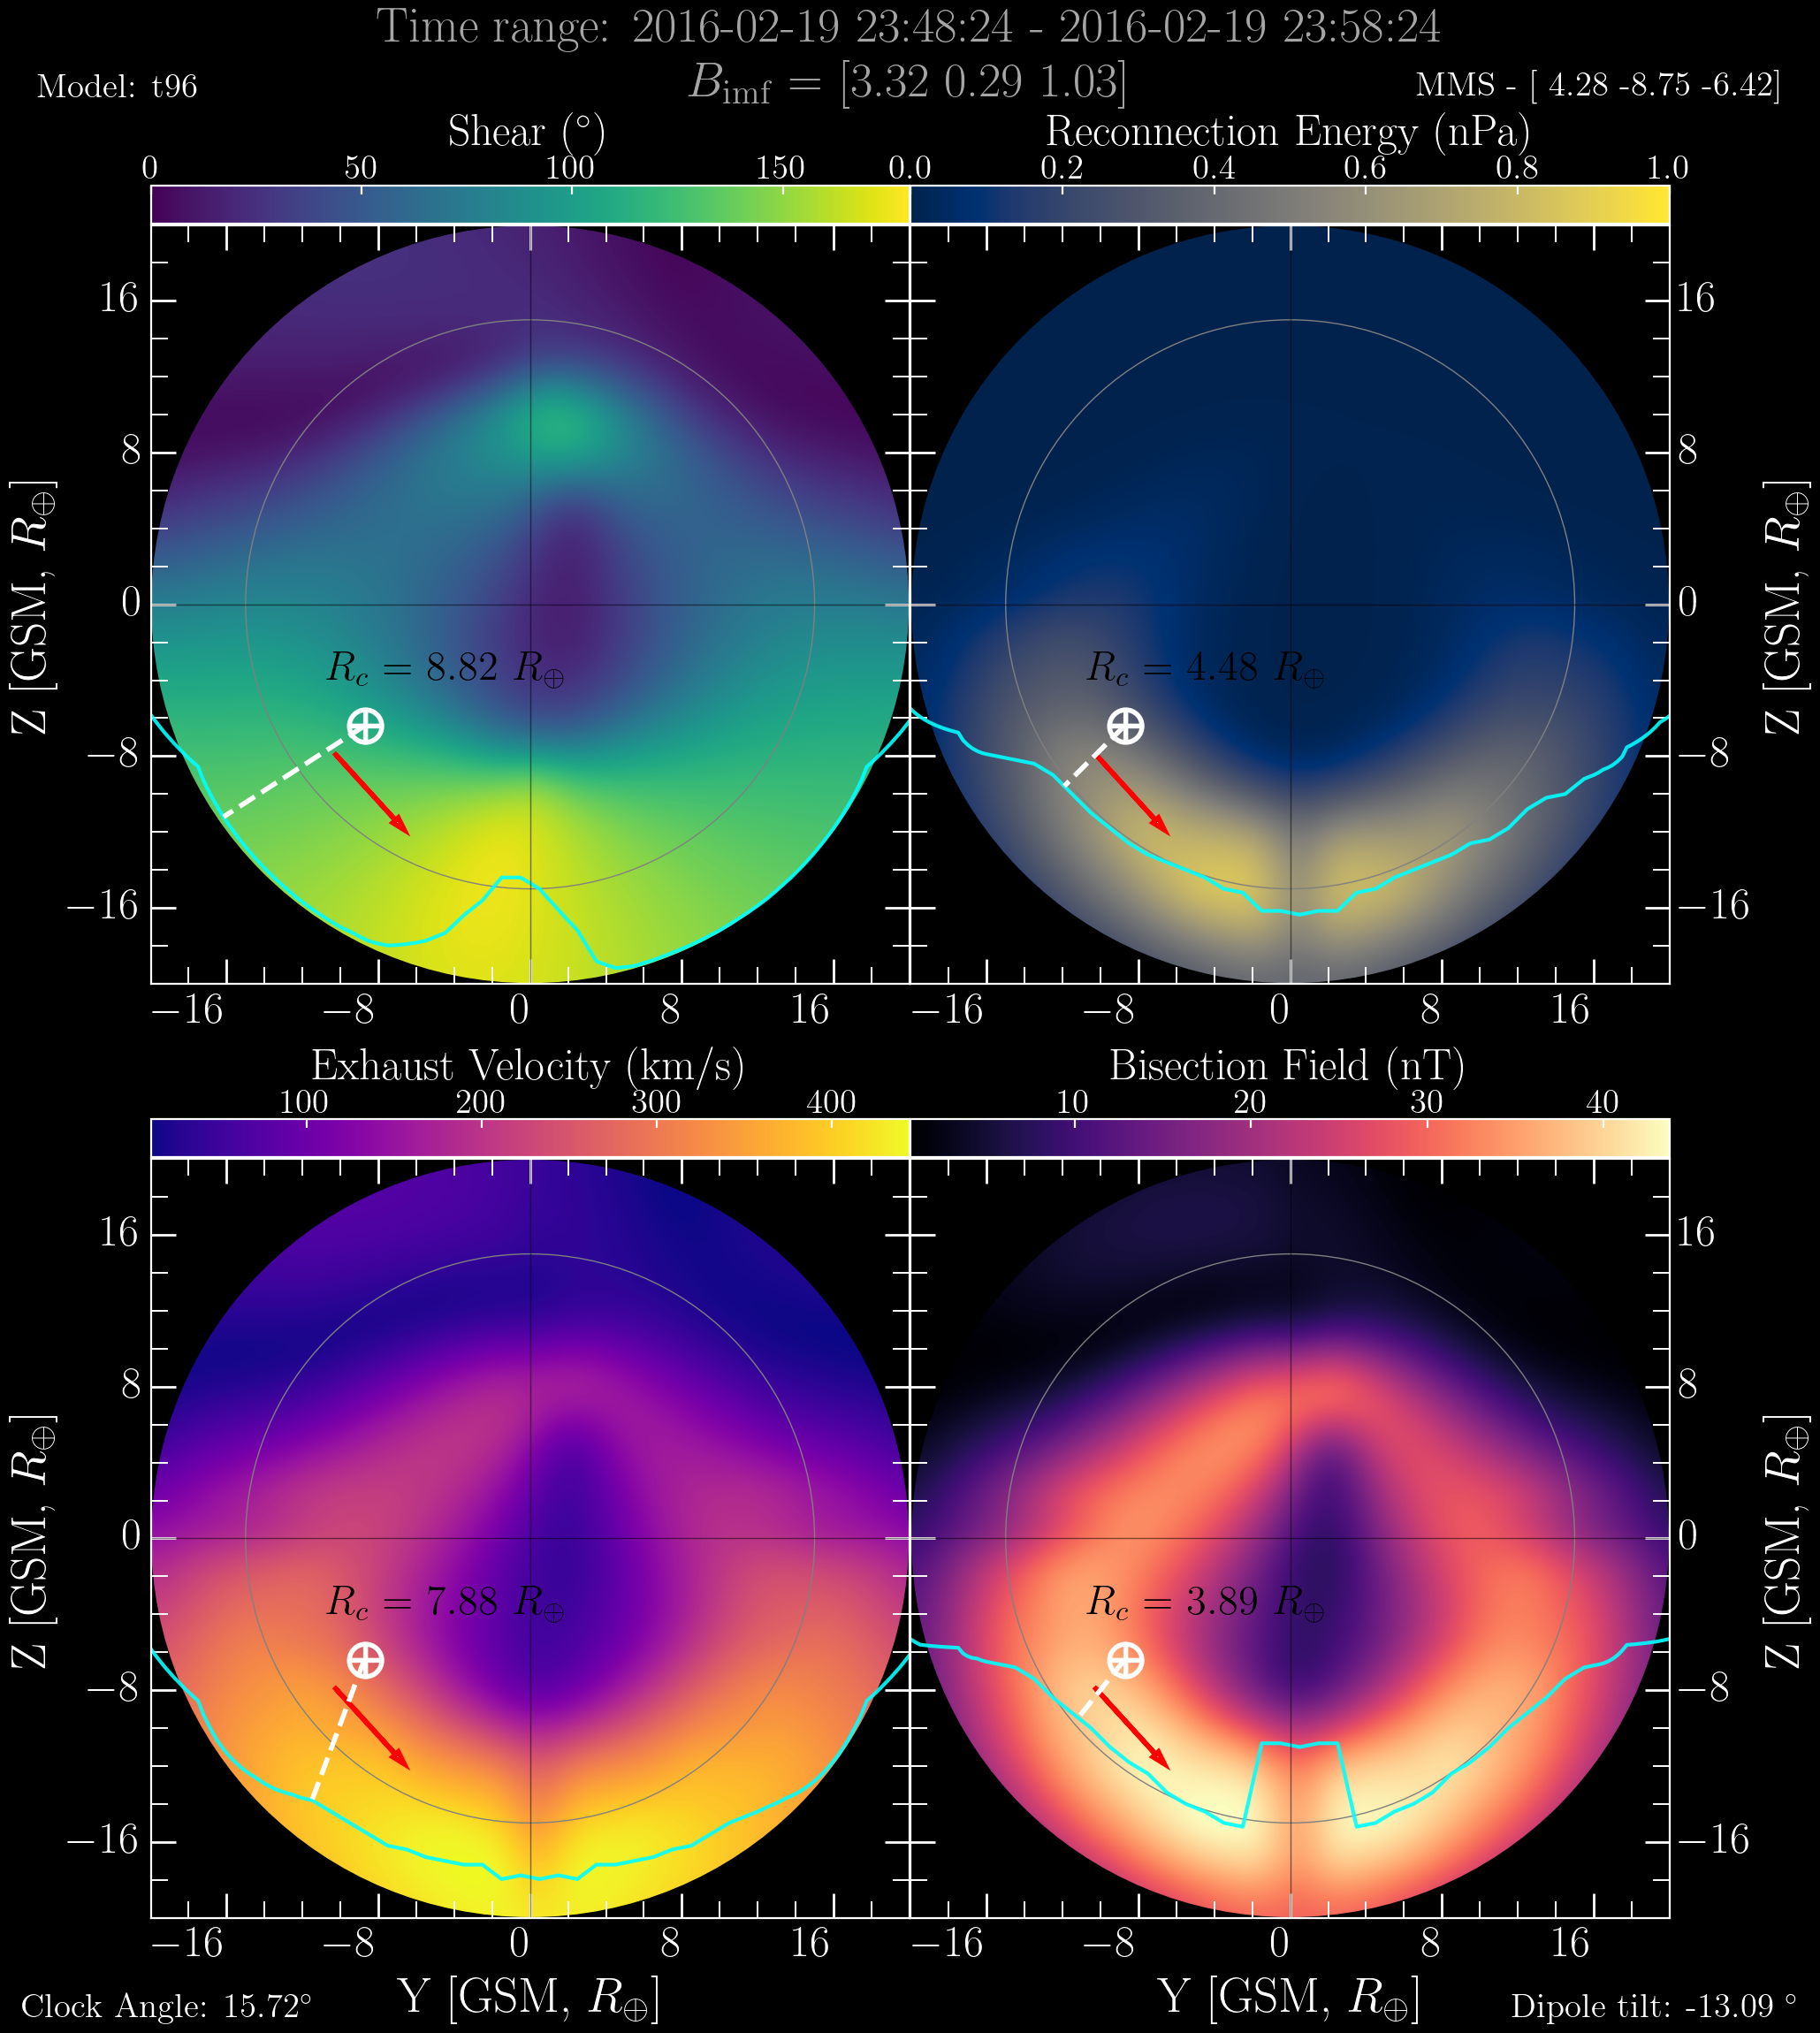 Time range: 2016-02-19 23:48:24 - 2016-02-19 23:58:24
Model: t96
B_imf = [3.32 0.29 1.03]
MMS - [ 4.28 -8.75 -6.42]
Shear (°)
0 50 100 150
Reconnection Energy (nPa)
0.0 0.2 0.4 0.6 0.8 1.0
Z [GSM, R⊕]
16
8
0
−8
−16
R_c = 8.82 R⊕
−16 −8 0 8 16
R_c = 4.48 R⊕
16
8
0
−8
−16
Z [GSM, R⊕]
−16 −8 0 8 16
Exhaust Velocity (km/s)
100 200 300 400
Bisection Field (nT)
10 20 30 40
Z [GSM, R⊕]
16
8
0
−8
−16
R_c = 7.88 R⊕
−16 −8 0 8 16
Y [GSM, R⊕]
R_c = 3.89 R⊕
16
8
0
−8
−16
Z [GSM, R⊕]
−16 −8 0 8 16
Y [GSM, R⊕]
Clock Angle: 15.72°
Dipole tilt: -13.09 °